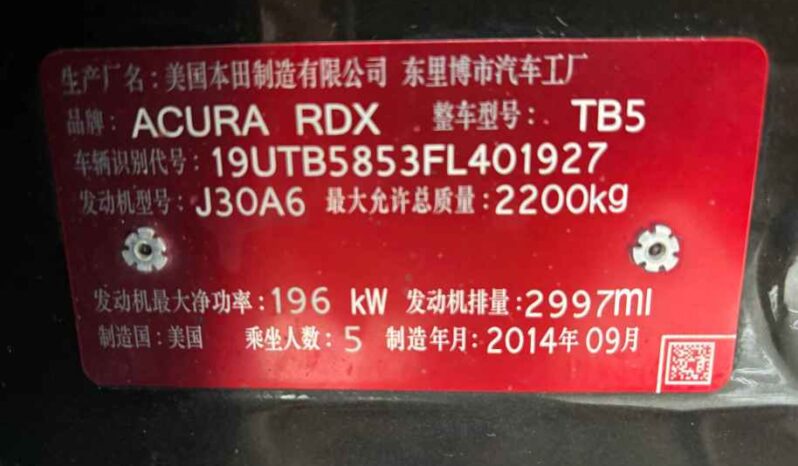 生产厂名：美国本田制造有限公司 东里博市汽车工厂
品牌：ACURA RDX 整车型号： TB5
车辆识别代号：19UTB5853FL401927
发动机型号：J30A6 最大允许总质量：2200kg
发动机最大净功率：196 kW 发动机排量：2997ml
制造国：美国 乘坐人数：5 制造年月：2014年09月